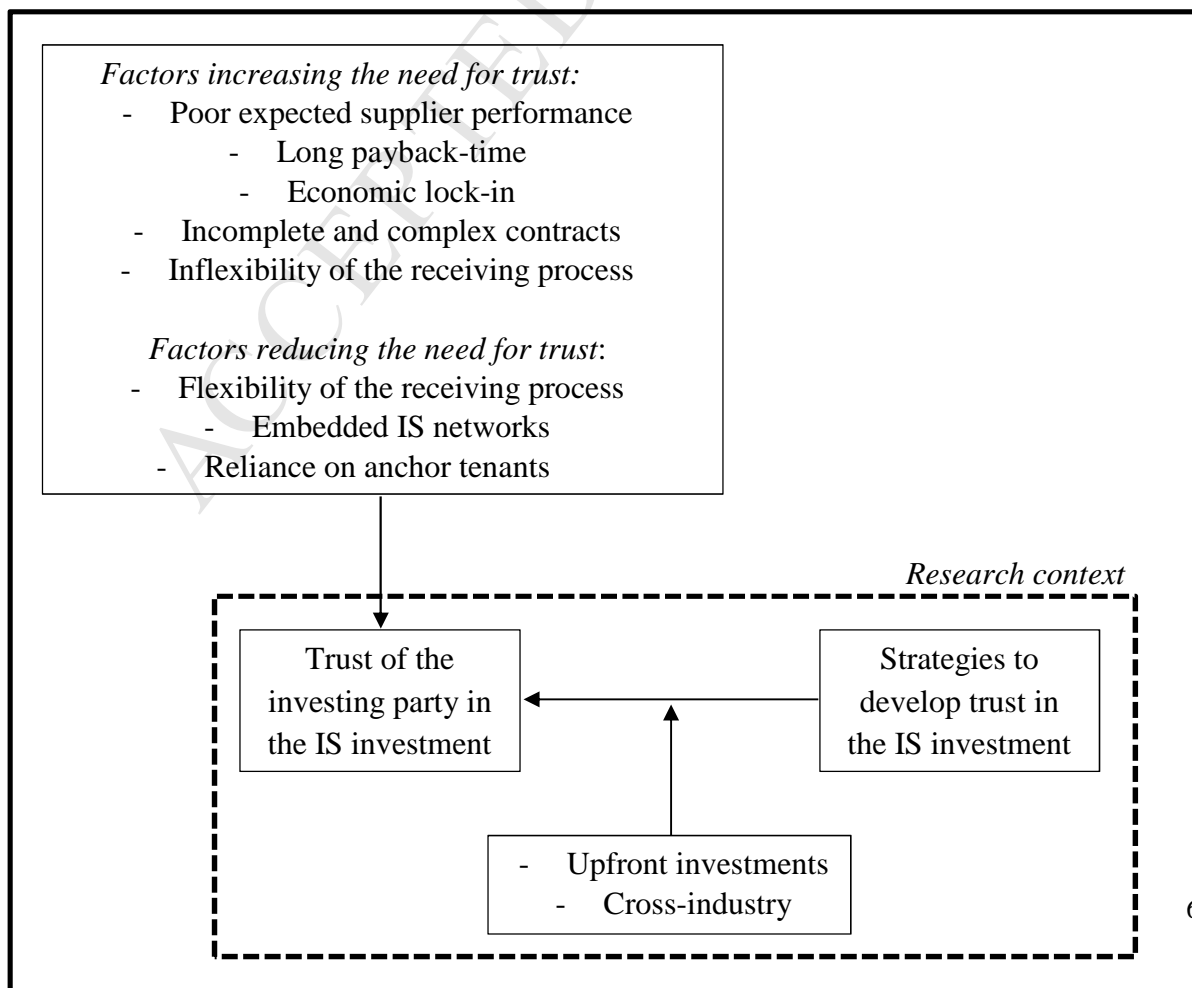 Factors increasing the need for trust:
- Poor expected supplier performance
- Long payback-time
- Economic lock-in
- Incomplete and complex contracts
- Inflexibility of the receiving process
Factors reducing the need for trust:
- Flexibility of the receiving process
- Embedded IS networks
- Reliance on anchor tenants
Research context
Trust of the
investing party in
the IS investment
Strategies to
develop trust in
the IS investment
- Upfront investments
- Cross-industry